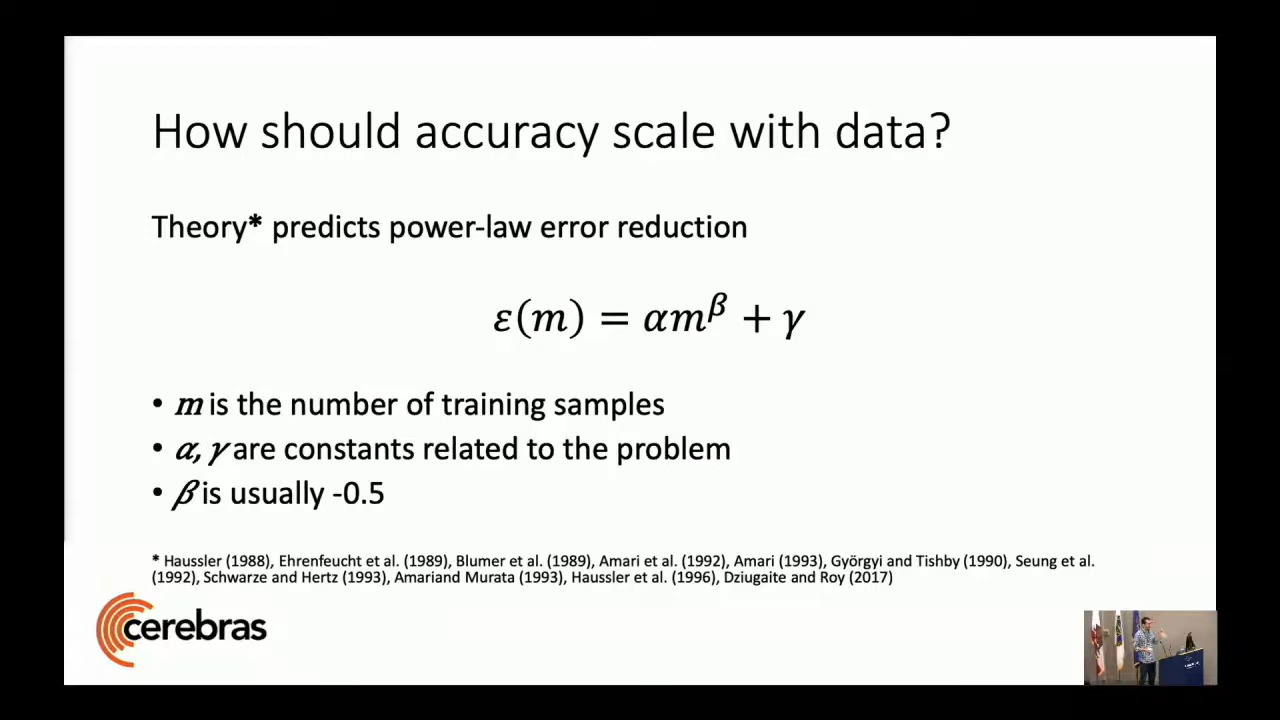 How should accuracy scale with data?
Theory* predicts power-law error reduction
𝜀(𝑚) = 𝛼𝑚^𝛽 + 𝛾
• 𝑚 is the number of training samples
• 𝛼, 𝛾 are constants related to the problem
• 𝛽 is usually -0.5
* Haussler (1988), Ehrenfeucht et al. (1989), Blumer et al. (1989), Amari et al. (1992), Amari (1993), Györgyi and Tishby (1990), Seung et al.
(1992), Schwarze and Hertz (1993), Amariand Murata (1993), Haussler et al. (1996), Dziugaite and Roy (2017)
cerebras